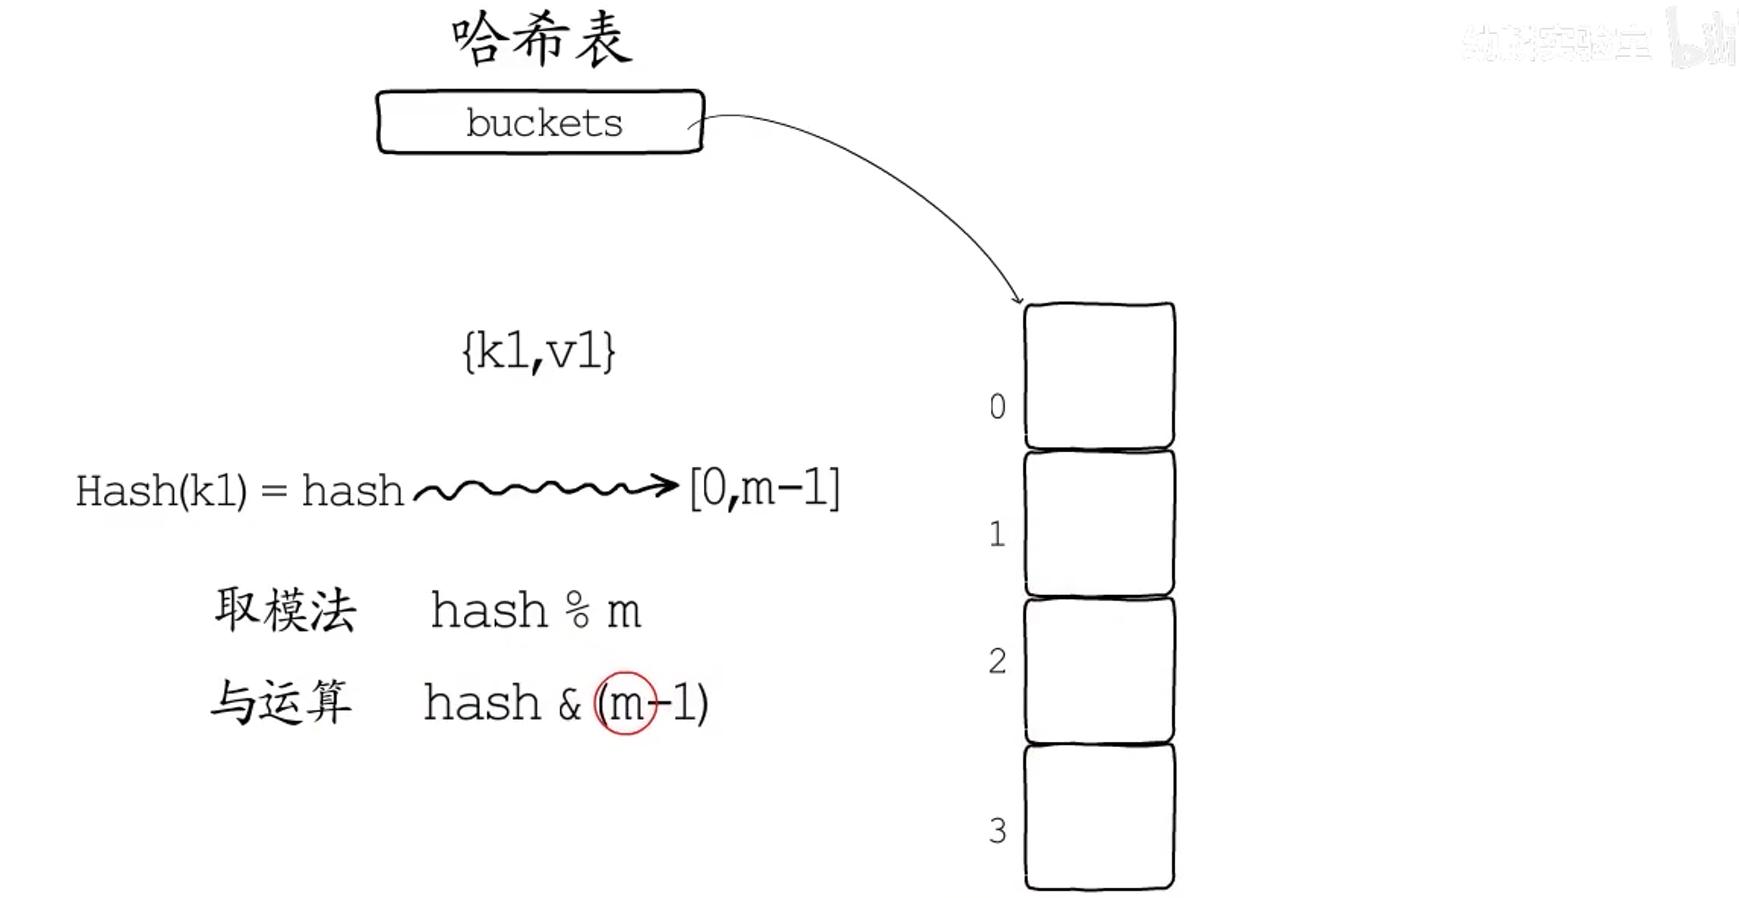 哈希表
幼麟实验室
buckets
{k1,v1}
Hash(k1) = hash
[0,m-1]
取模法 hash % m
与运算 hash & (m-1)
0
1
2
3